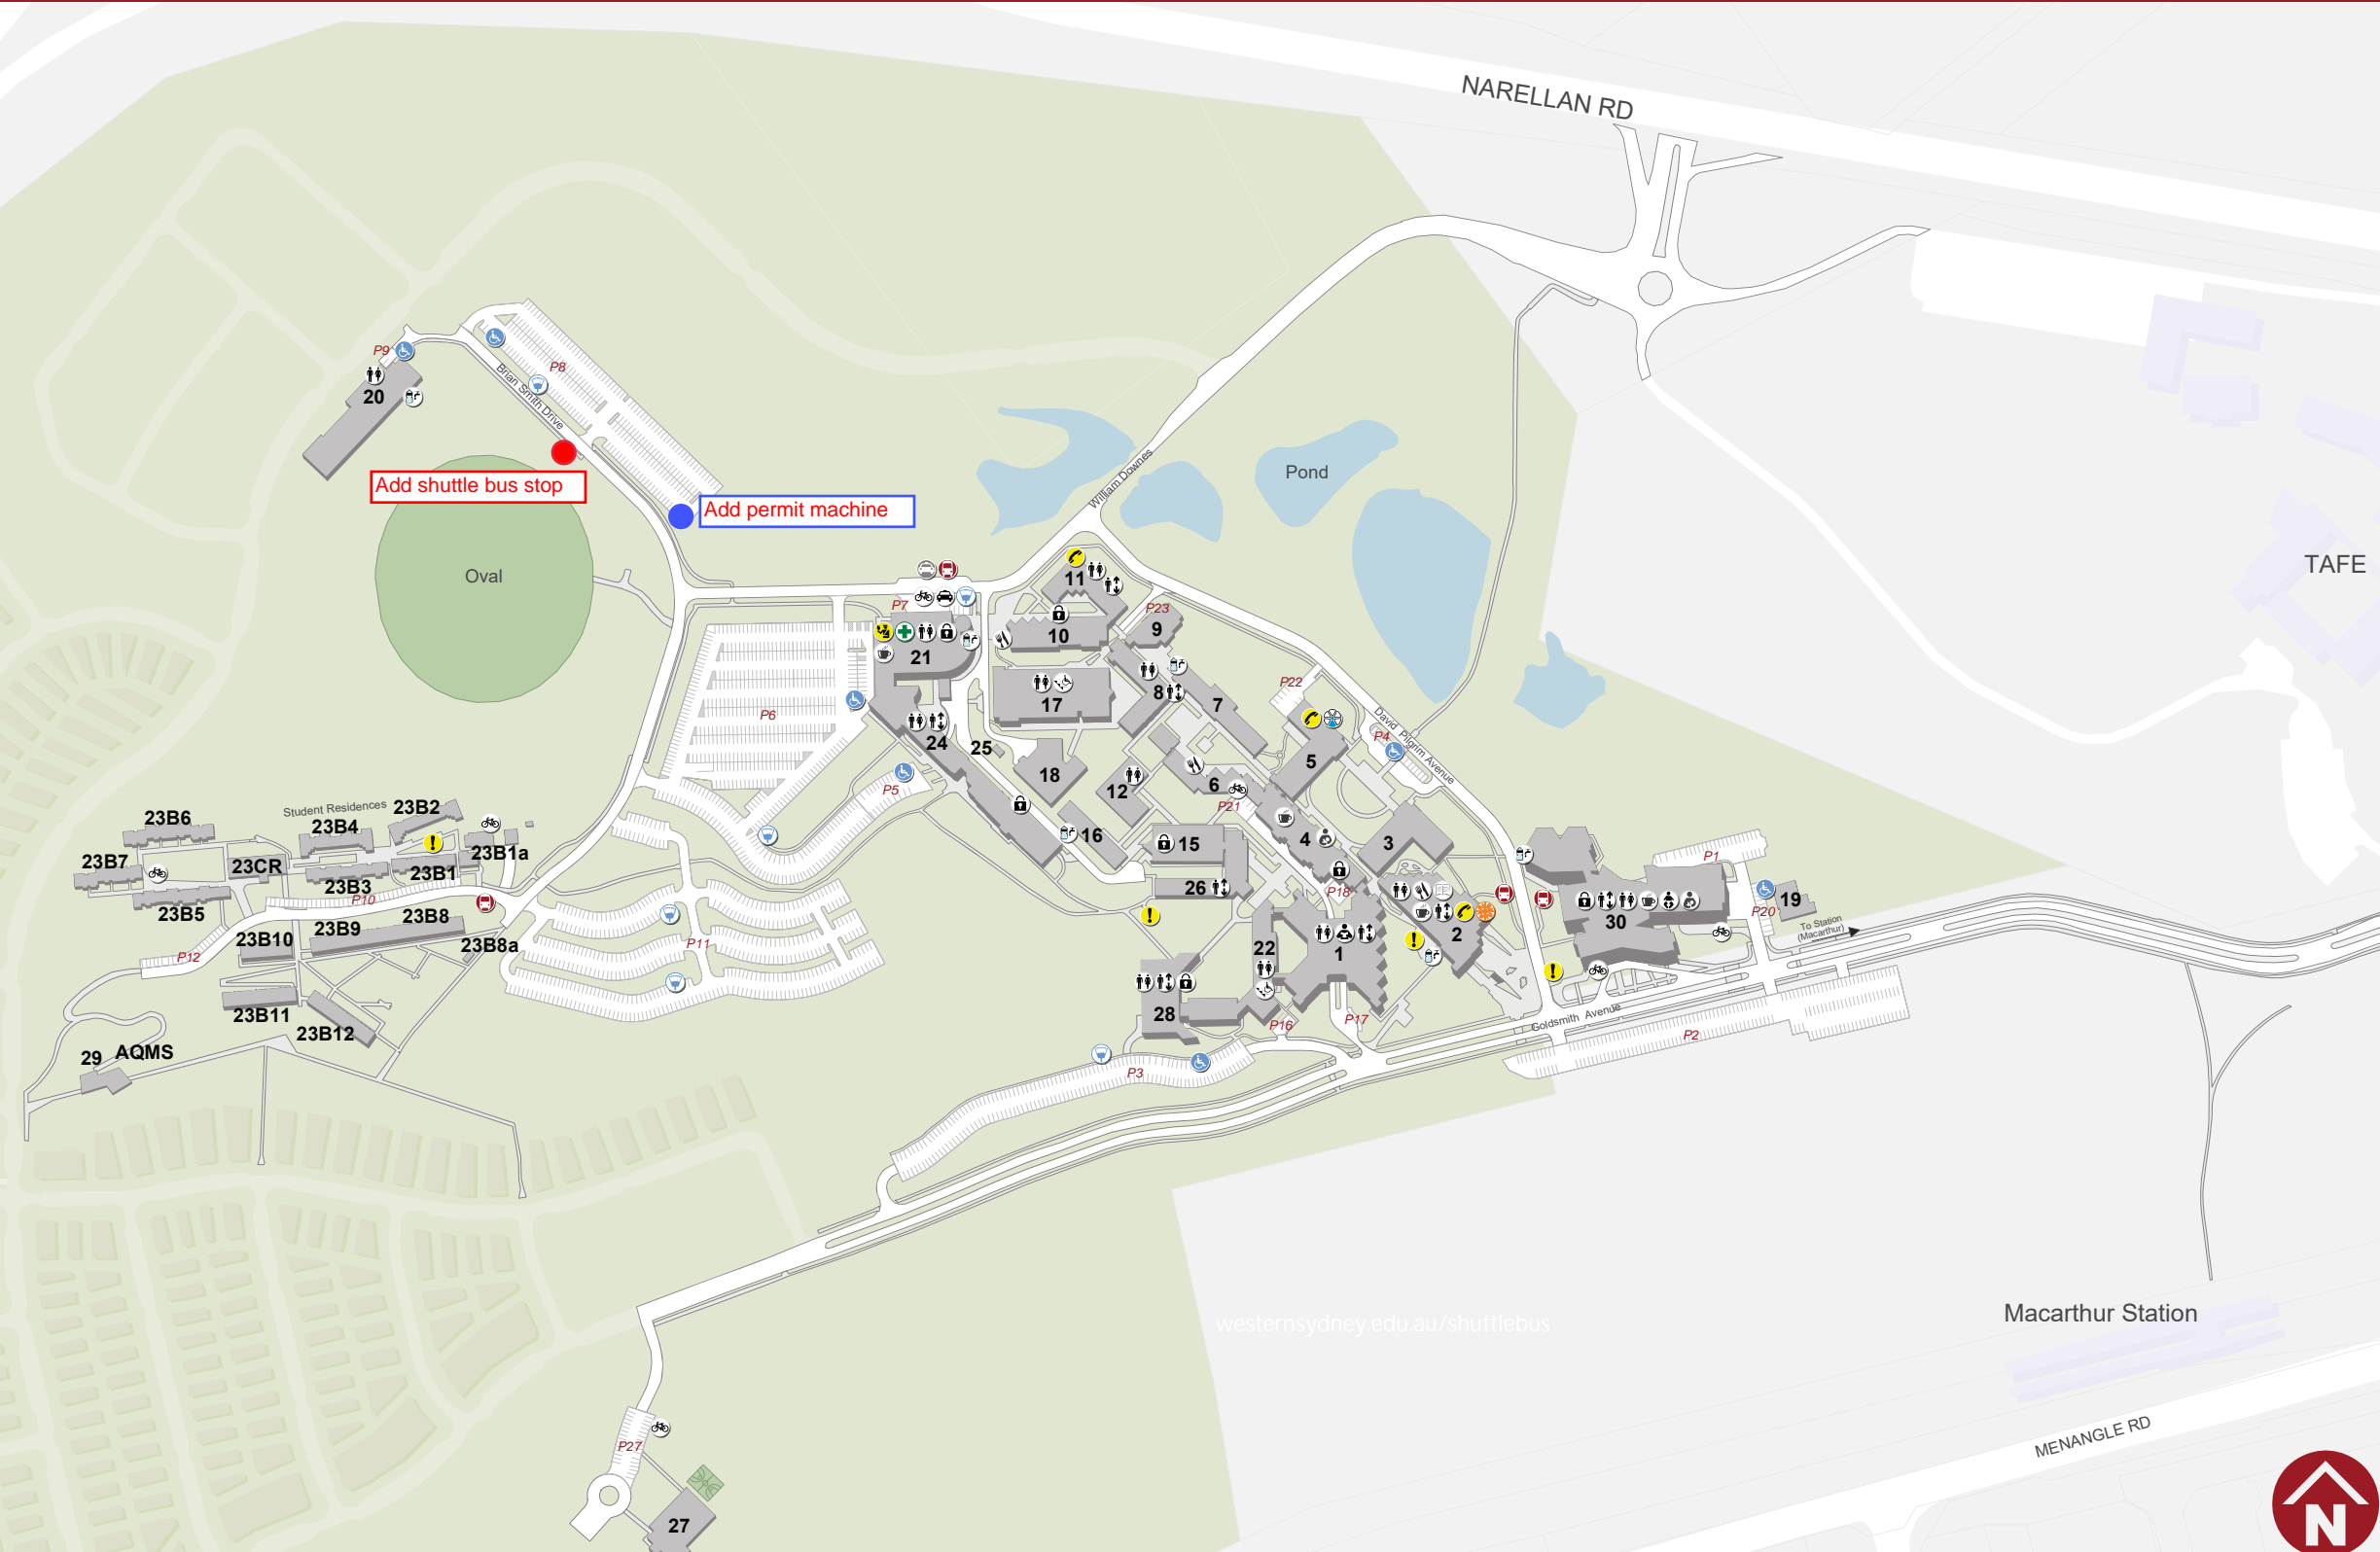 NARELLAN RD
P9
P8
Brian Smith Drive
20
Add shuttle bus stop
Add permit machine
Oval
William Downes
Pond
TAFE
11
P7
P23
10
9
21
8
7
17
P22
P6
24
25
5
P4
David Pilgrim Avenue
18
12
6
P21
P5
16
15
4
3
26
P18
P1
19
P20
30
To Station
(Macarthur)
2
1
22
28
P16
P17
Goldsmith Avenue
P2
P3
Student Residences
23B6
23B4
23B2
23B7
23CR
23B1a
23B3
23B1
23B5
P10
23B8
23B9
23B10
23B8a
P12
P11
23B11
23B12
29
AQMS
westernsydney.edu.au/shuttlebus
Macarthur Station
MENANGLE RD
P27
27
N